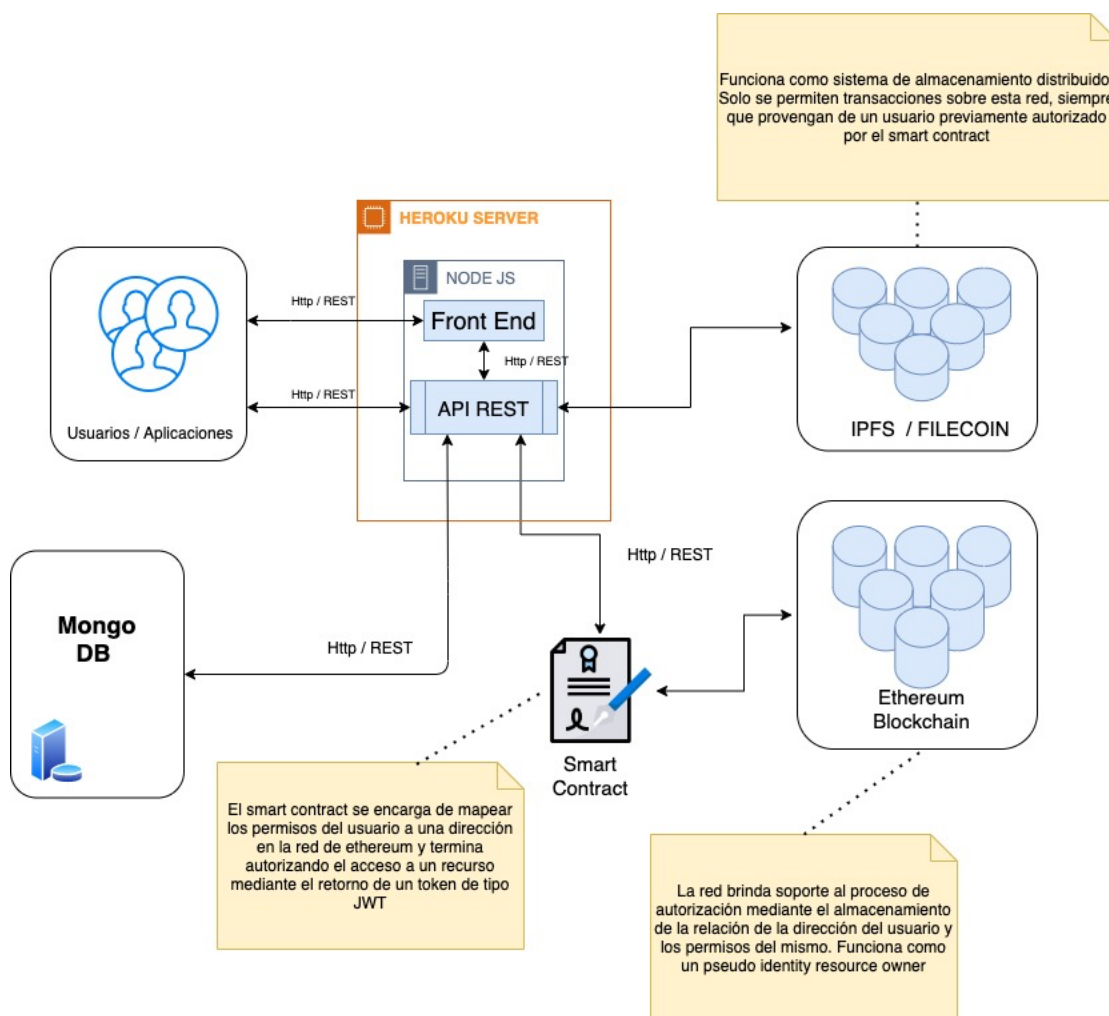 Funciona como sistema de almacenamiento distribuido
Solo se permiten transacciones sobre esta red, siempre
que provengan de un usuario previamente autorizado
por el smart contract
HEROKU SERVER
NODE JS
Http / REST
Front End
Http / REST
Http / REST
API REST
Usuarios / Aplicaciones
IPFS / FILECOIN
Http / REST
Mongo
DB
Http / REST
Ethereum
Blockchain
Smart
Contract
El smart contract se encarga de mapear
los permisos del usuario a una dirección
en la red de ethereum y termina
autorizando el acceso a un recurso
mediante el retorno de un token de tipo
JWT
La red brinda soporte al proceso de
autorización mediante el almacenamiento
de la relación de la dirección del usuario y
los permisos del mismo. Funciona como
un pseudo identity resource owner